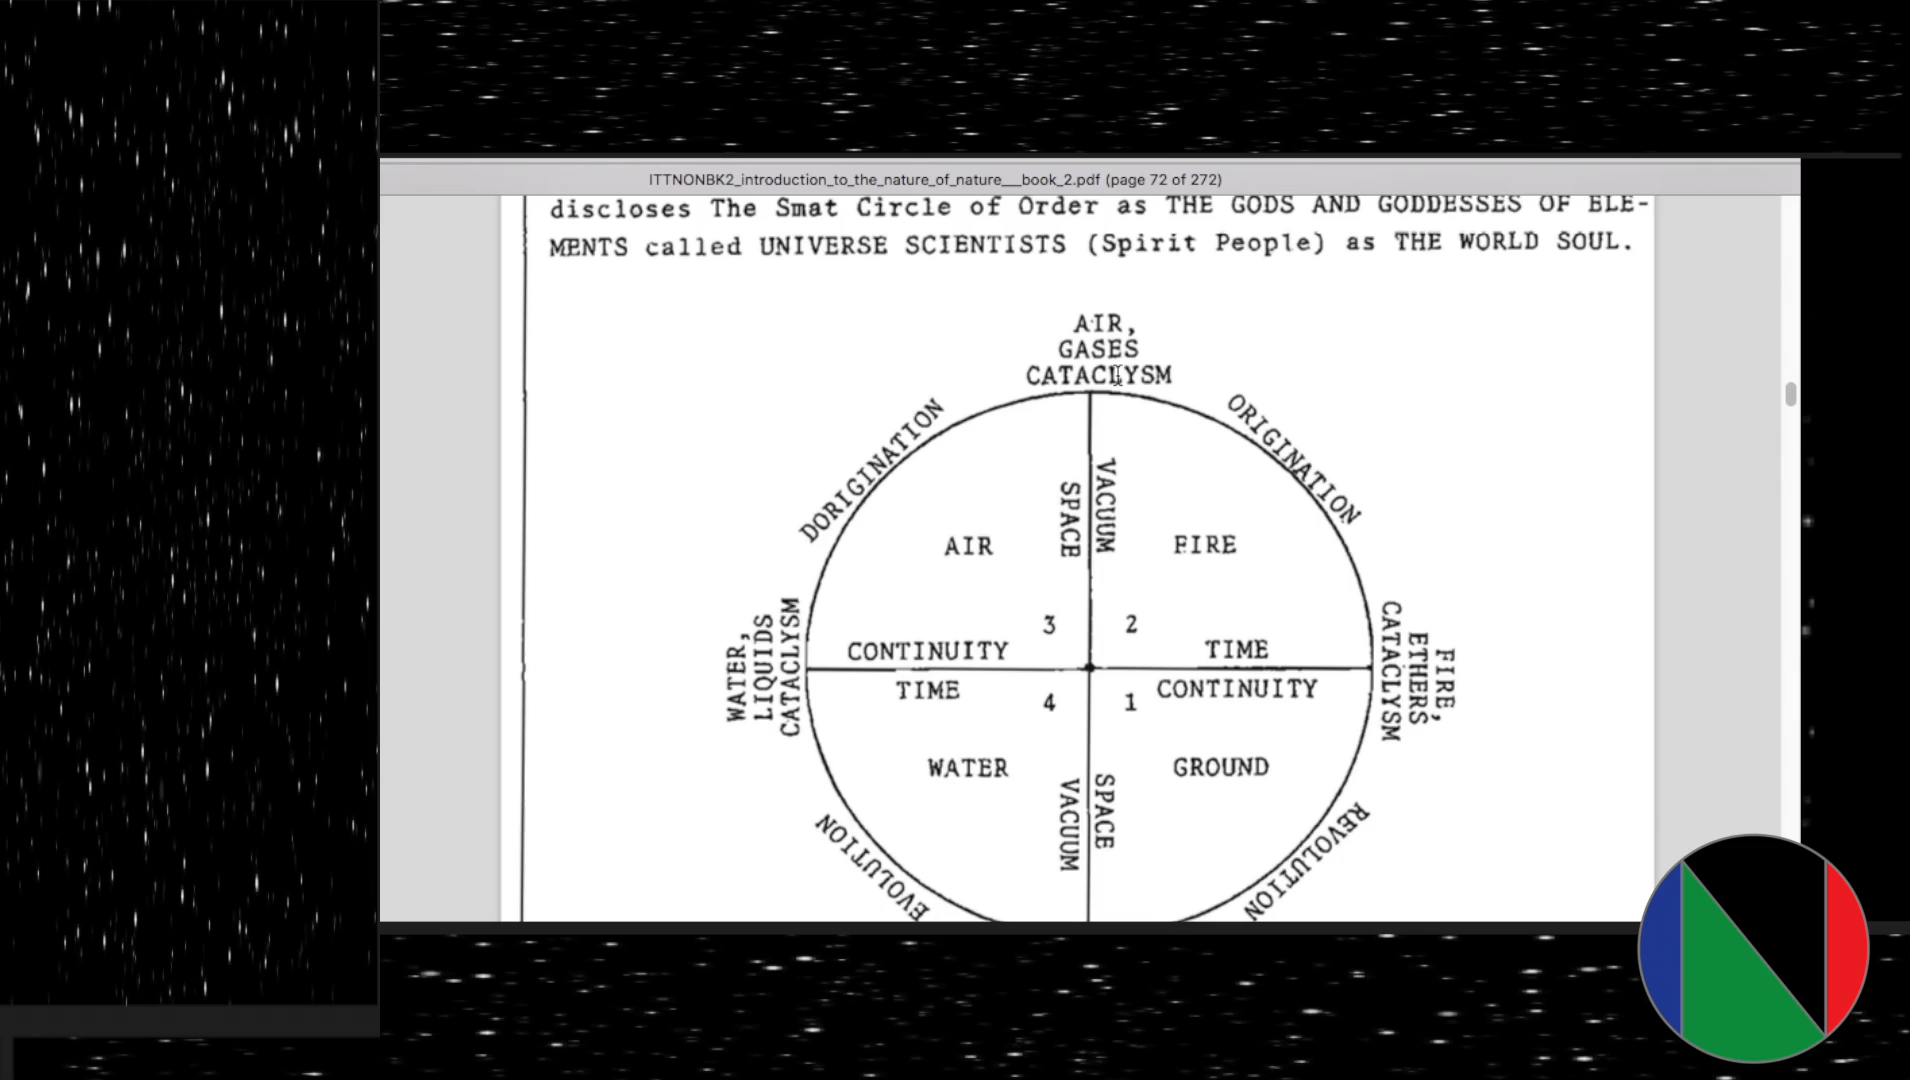 ITTNONBK2_introduction_to_the_nature_of_nature___book_2.pdf (page 72 of 272)
discloses The Smat Circle of Order as THE GODS AND GODDESSES OF ELE-
MENTS called UNIVERSE SCIENTISTS (Spirit People) as THE WORLD SOUL.
AIR,
GASES
CATACLYSM
DORIGINATION
ORIGINATION
SPACE
VACUUM
AIR
FIRE
3
2
CONTINUITY
TIME
WATER,
LIQUIDS
CATACLYSM
FIRE,
ETHERS
CATACLYSM
TIME
4
1
CONTINUITY
WATER
GROUND
VACUUM
SPACE
EVOLUTION
REVOLUTION